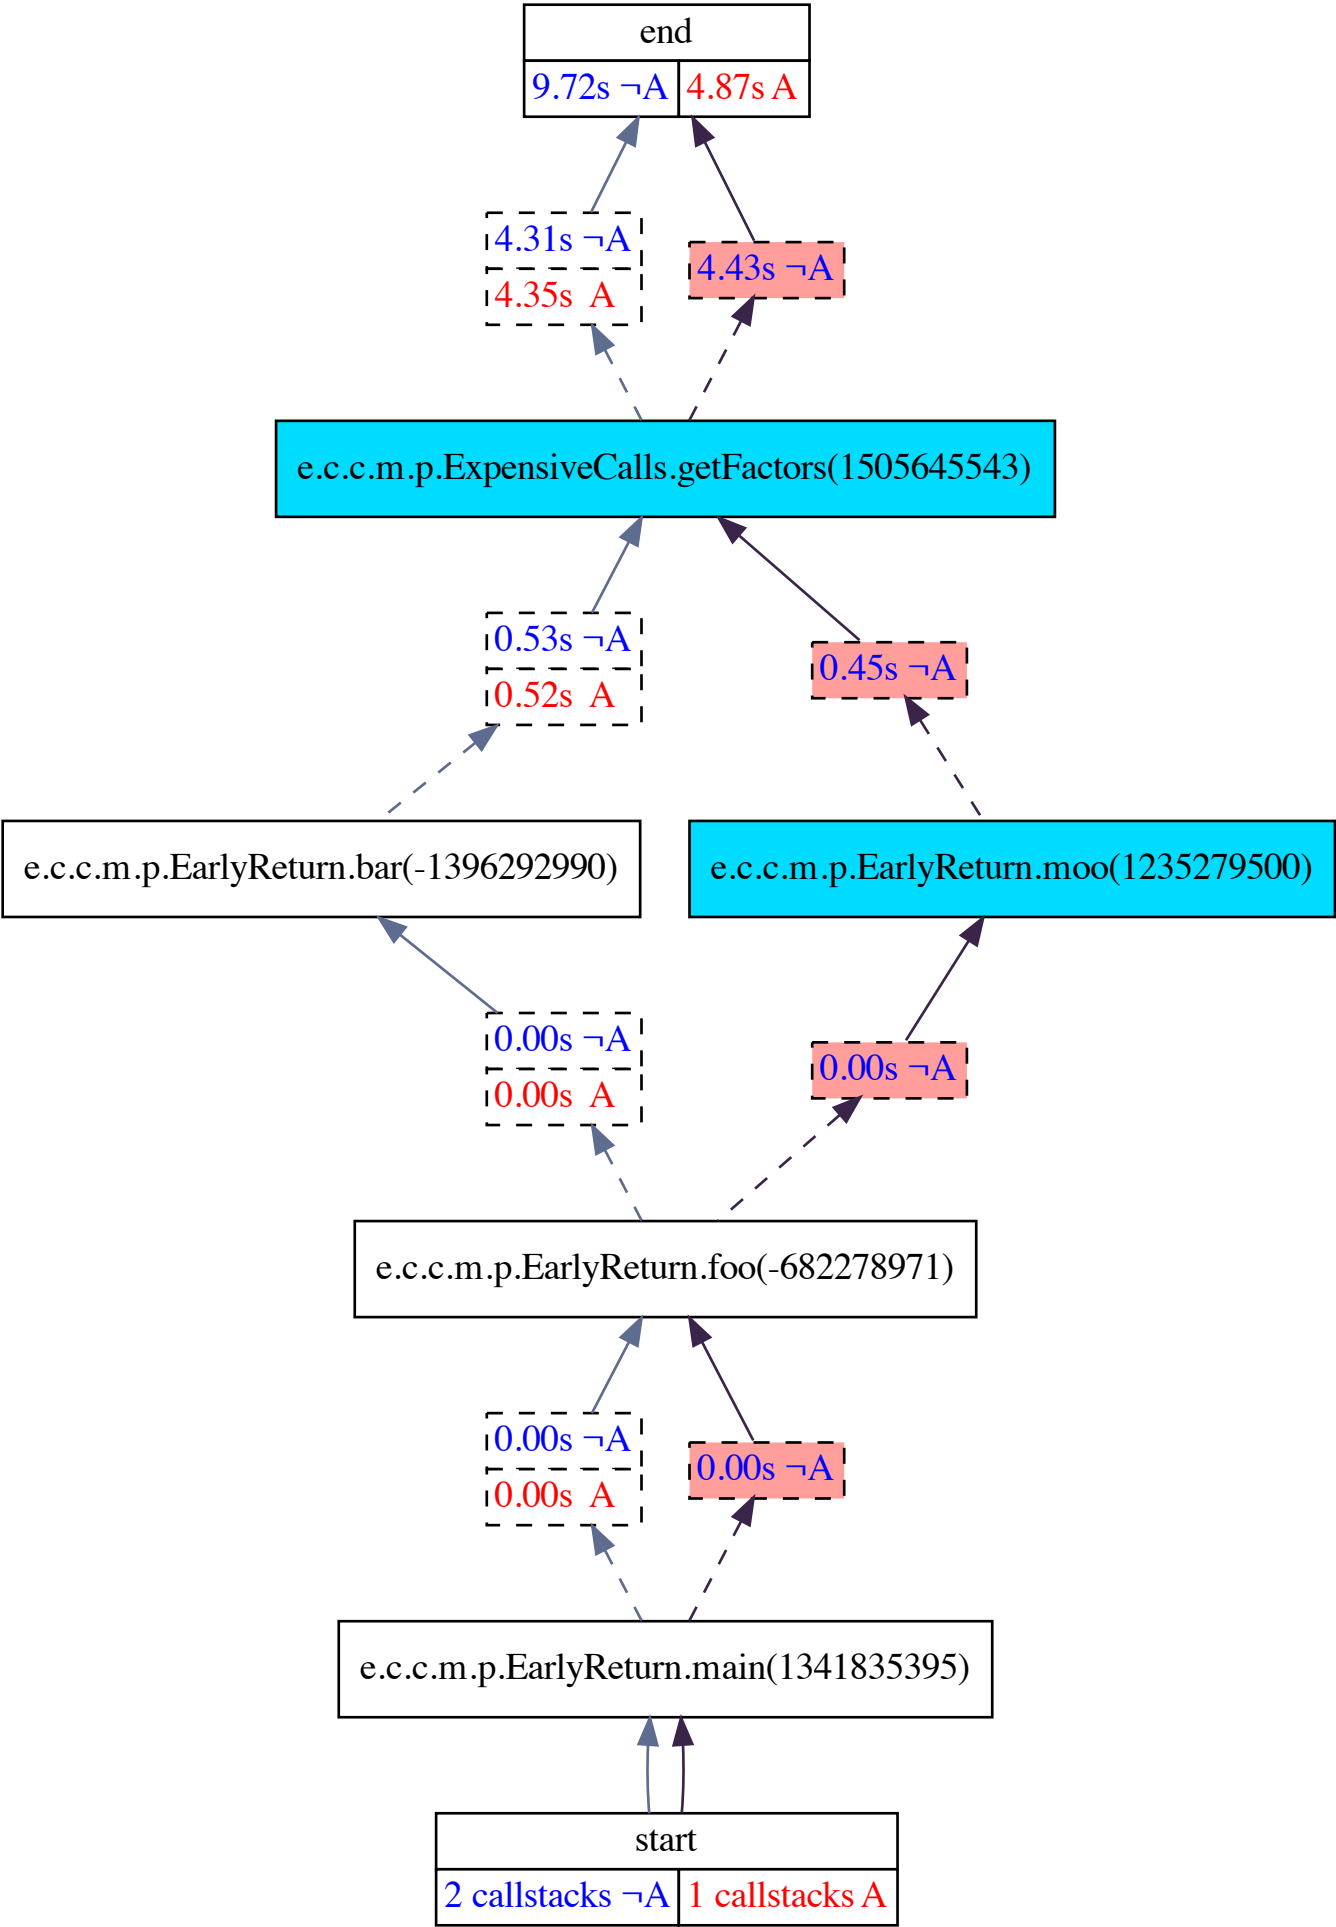 end
9.72s ¬A 4.87s A
4.31s ¬A
4.35s A
4.43s ¬A
e.c.c.m.p.ExpensiveCalls.getFactors(1505645543)
0.53s ¬A
0.52s A
0.45s ¬A
e.c.c.m.p.EarlyReturn.bar(-1396292990)
e.c.c.m.p.EarlyReturn.moo(1235279500)
0.00s ¬A
0.00s A
0.00s ¬A
e.c.c.m.p.EarlyReturn.foo(-682278971)
0.00s ¬A
0.00s A
0.00s ¬A
e.c.c.m.p.EarlyReturn.main(1341835395)
start
2 callstacks ¬A 1 callstacks A